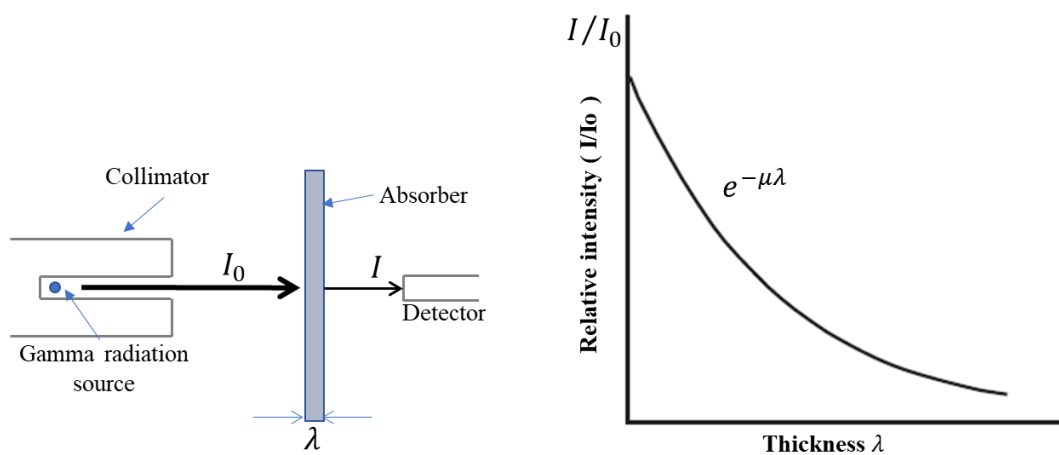 Collimator
Absorber
I₀
I
Detector
Gamma radiation
source
λ
I/I₀
Relative intensity ( I/Io )
e^{−μλ}
Thickness λ